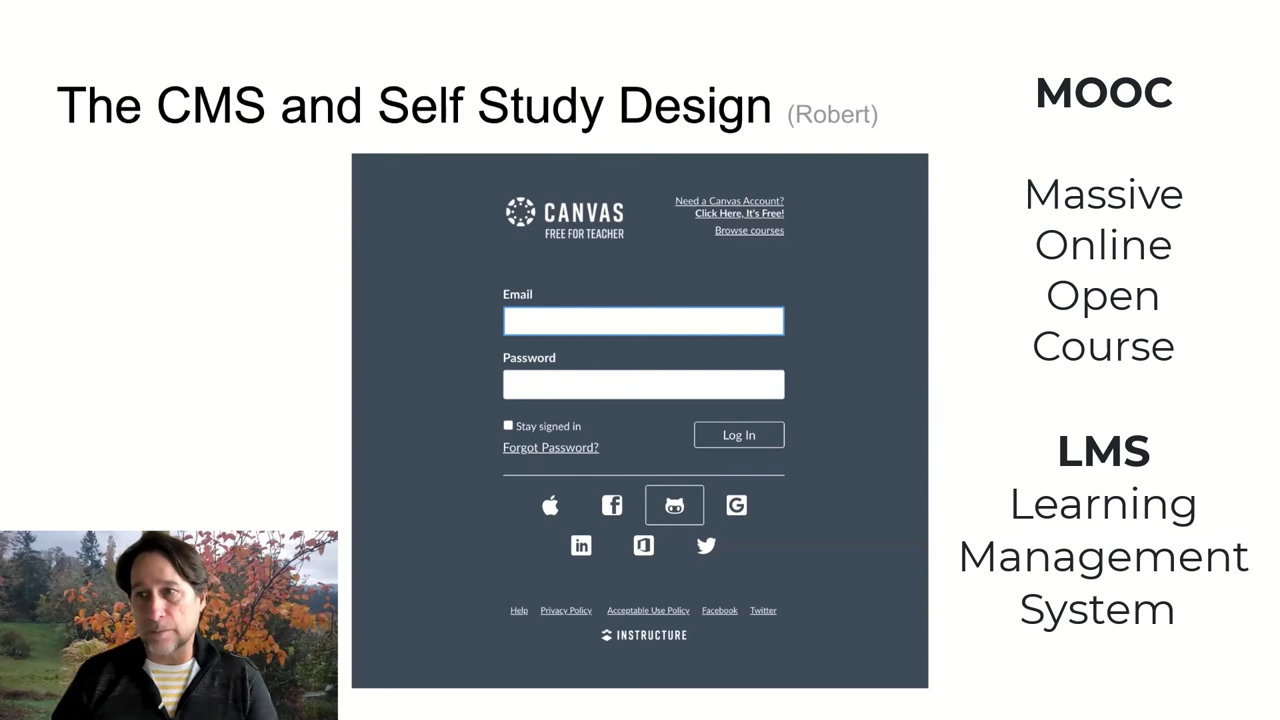 The CMS and Self Study Design (Robert)
CANVAS
FREE FOR TEACHER
Need a Canvas Account?
Click Here, It's Free!
Browse courses
Email
Password
Stay signed in
Forgot Password?
Log In
Help Privacy Policy Acceptable Use Policy Facebook Twitter
INSTRUCTURE
MOOC
Massive
Online
Open
Course
LMS
Learning
Management
System